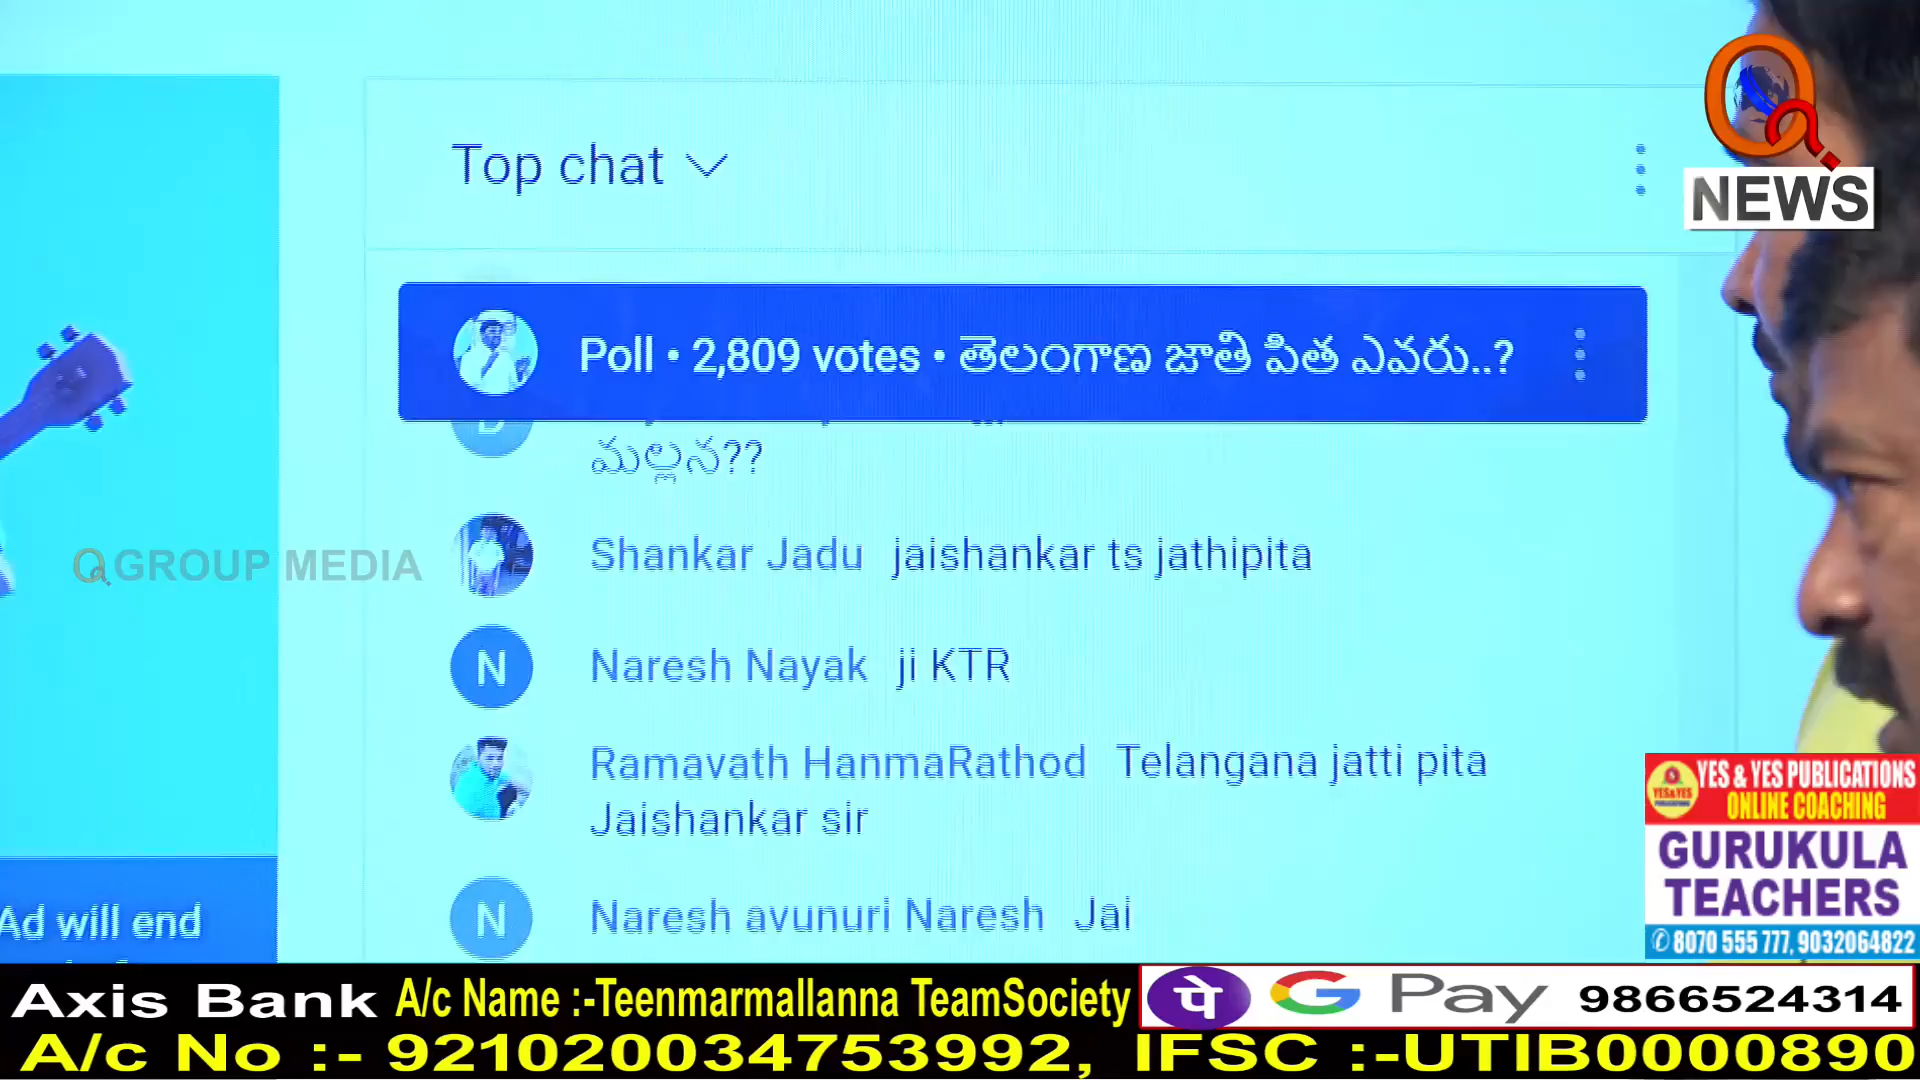 NEWS
Top chat
Poll • 2,809 votes • తెలంగాణ జాతి పిత ఎవరు..?
మల్లన??
Shankar Jadu jaishankar ts jathipita
GROUP MEDIA
N Naresh Nayak ji KTR
Ramavath HanmaRathod Telangana jatti pita
Jaishankar sir
N Naresh avunuri Naresh Jai
Ad will end
YES & YES PUBLICATIONS
YES&YES
ONLINE COACHING
GURUKULA
TEACHERS
8070 555 777, 9032064822
Axis Bank A/c Name :-Teenmarmallanna TeamSociety
पे G Pay 9866524314
A/c No :- 921020034753992, IFSC :-UTIB0000890